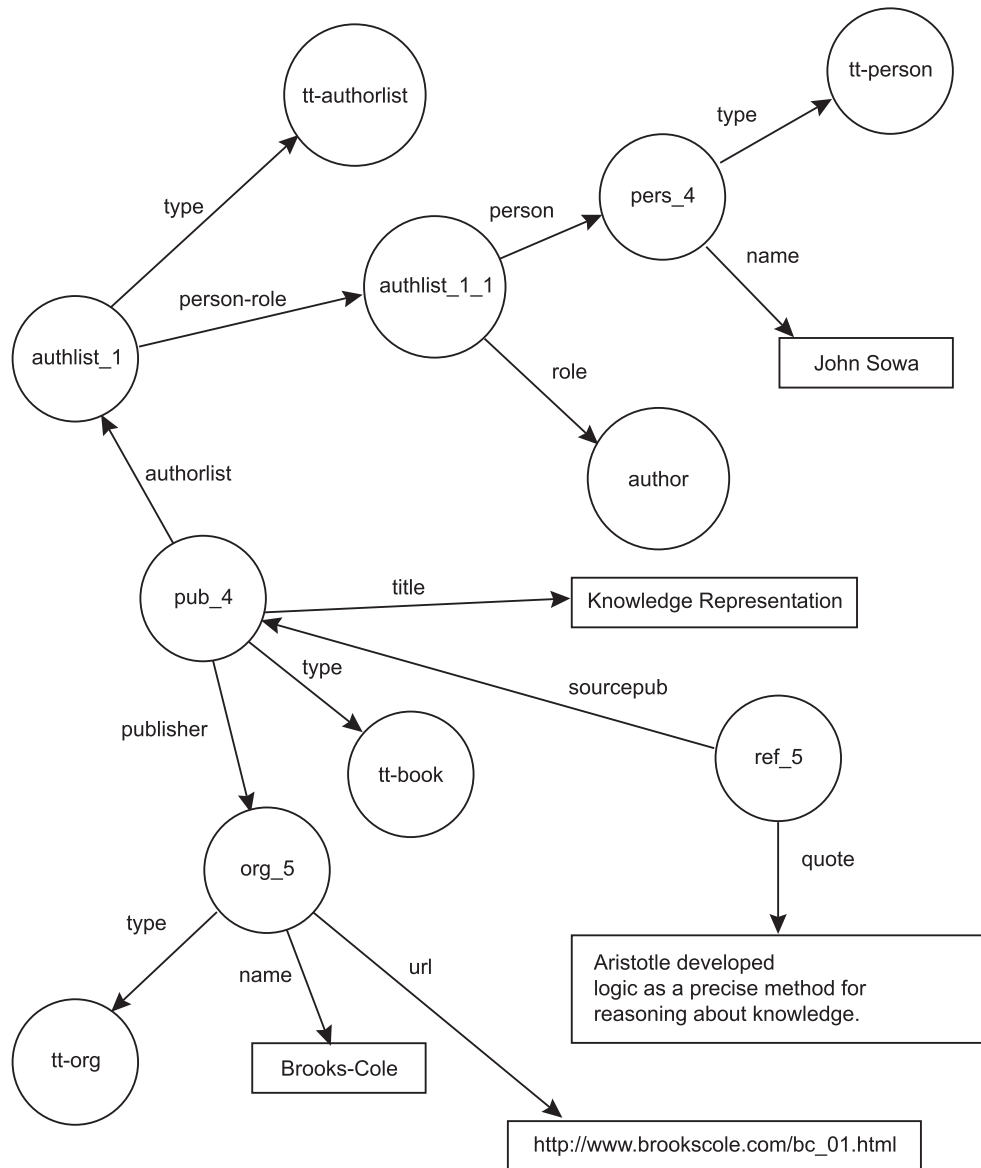 tt-person
tt-authorlist
type
pers_4
type
person
name
authlist_1_1
person-role
authlist_1
John Sowa
role
authorlist
author
title
Knowledge Representation
pub_4
type
sourcepub
publisher
ref_5
tt-book
quote
org_5
type
url
name
Aristotle developed
logic as a precise method for
reasoning about knowledge.
tt-org
Brooks-Cole
http://www.brookscole.com/bc_01.html